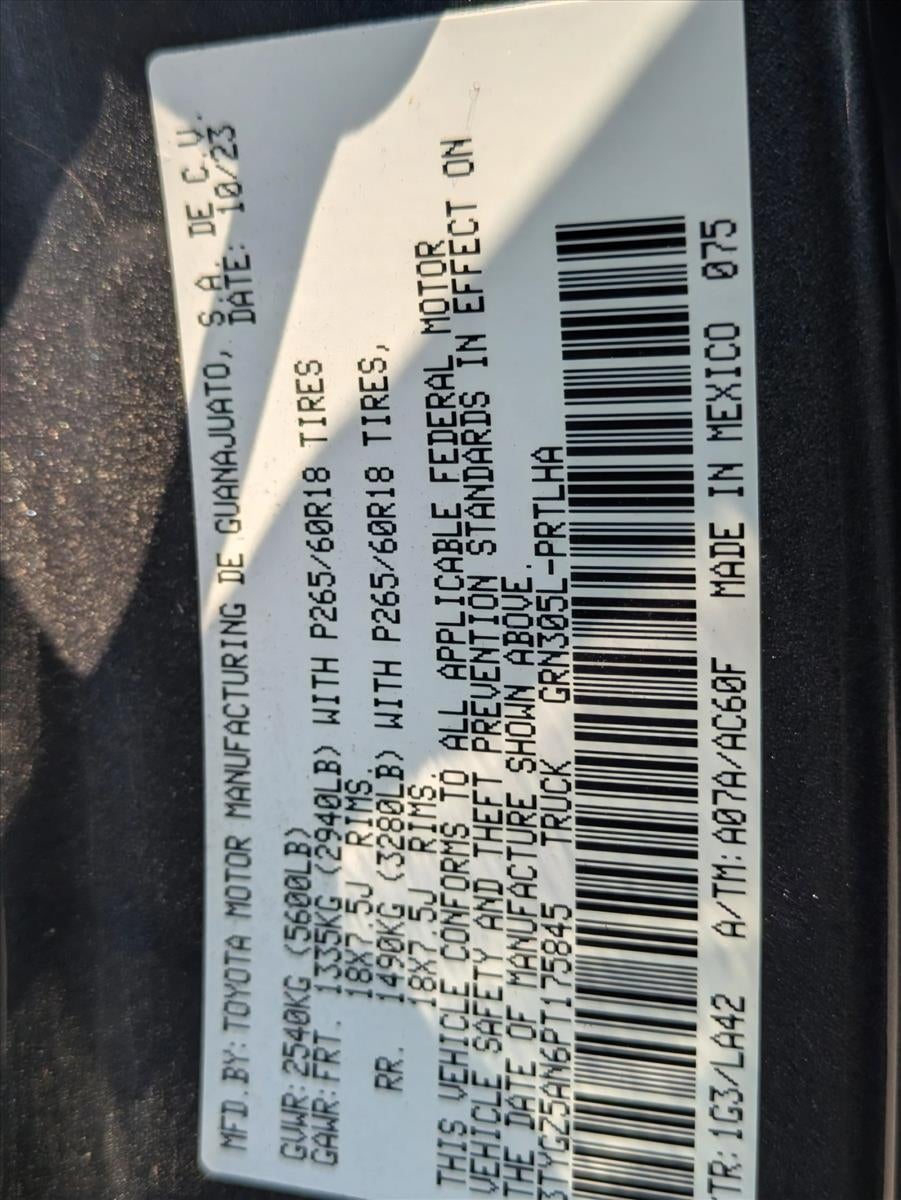 MFD.BY: TOYOTA MOTOR MANUFACTURING DE GUANAJUATO, S.A. DE C.V.
DATE: 10/23
GVWR: 2540KG (5600LB)
GAWR: FRT. 1335KG (2940LB) WITH P265/60R18 TIRES
18X7.5J RIMS.
RR. 1490KG (3280LB) WITH P265/60R18 TIRES,
18X7.5J RIMS.
THIS VEHICLE CONFORMS TO ALL APPLICABLE FEDERAL MOTOR
VEHICLE SAFETY AND THEFT PREVENTION STANDARDS IN EFFECT ON
THE DATE OF MANUFACTURE SHOWN ABOVE.
3TYGZ5AN6PT175845 TRUCK GRN305L-PRTLHA
TR: 1G3/LA42 A/TM: A07A/AC60F MADE IN MEXICO 075